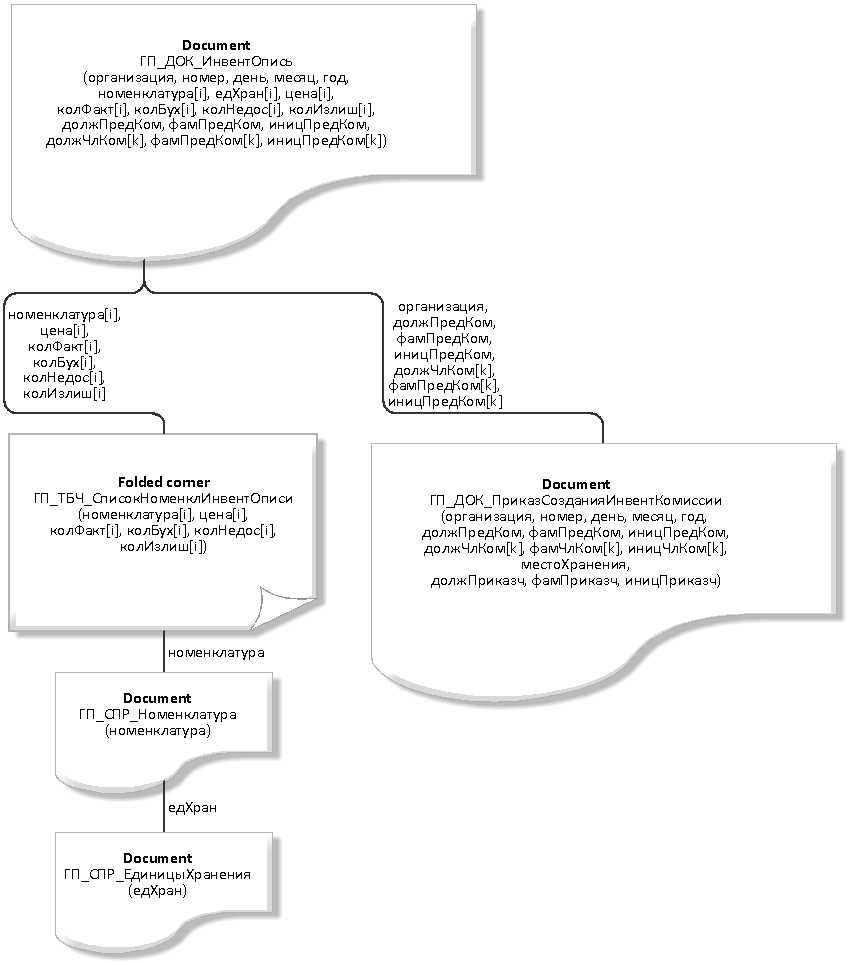 Document
ГП_ДОК_ИнвентОпись
(организация, номер, день, месяц, год,
номенклатура[i], едХран[i], цена[i],
колФакт[i], колБух[i], колНедос[i], колИзлиш[i],
должПредКом, фамПредКом, иницПредКом,
должЧлКом[k], фамПредКом[k], иницПредКом[k])
номенклатура[i],
цена[i],
колФакт[i],
колБух[i],
колНедос[i],
колИзлиш[i]
организация,
должПредКом,
фамПредКом,
иницПредКом,
должЧлКом[k],
фамПредКом[k],
иницПредКом[k]
Folded corner
ГП_ТБЧ_СписокНоменклИнвентОписи
(номенклатура[i], цена[i],
колФакт[i], колБух[i], колНедос[i],
колИзлиш[i])
Document
ГП_ДОК_ПриказСозданияИнвентКомиссии
(организация, номер, день, месяц, год,
должПредКом, фамПредКом, иницПредКом,
должЧлКом[k], фамЧлКом[k], иницЧлКом[k],
местоХранения,
должПриказч, фамПриказч, иницПриказч)
номенклатура
Document
ГП_СПР_Номенклатура
(номенклатура)
едХран
Document
ГП_СПР_ЕдиницыХранения
(едХран)